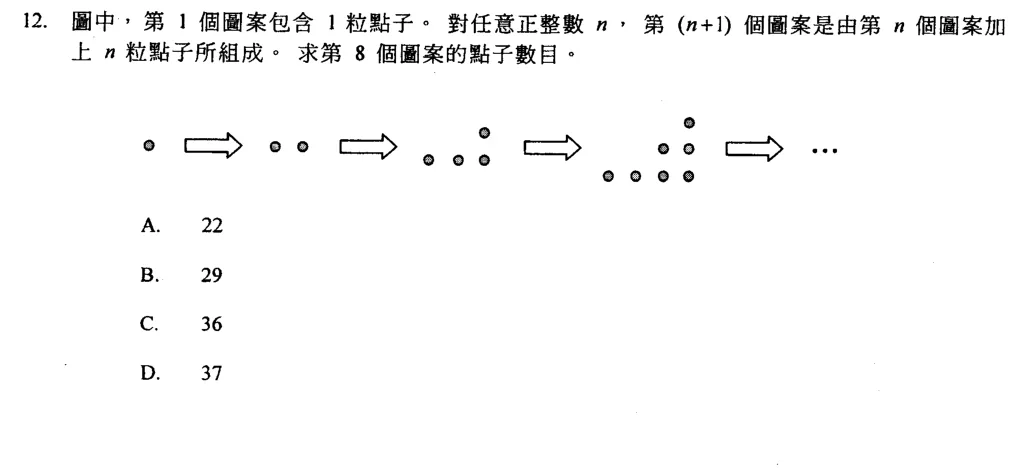 12. 圖中，第 1 個圖案包含 1 粒點子。 對任意正整數 n ， 第 (n+1) 個圖案是由第 n 個圖案加
上 n 粒點子所組成。 求第 8 個圖案的點子數目。
...
A. 22
B. 29
C. 36
D. 37